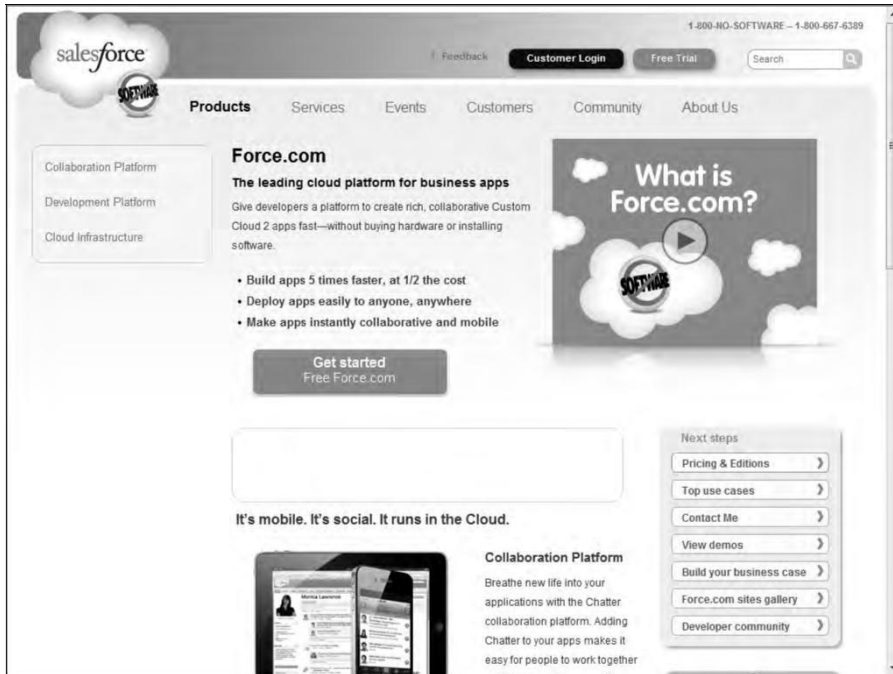 1-800-NO-SOFTWARE – 1-800-667-6389
salesforce
SOFTWARE
Feedback
Customer Login
Free Trial
Search
Products
Services
Events
Customers
Community
About Us
Collaboration Platform
Development Platform
Cloud Infrastructure
Force.com
The leading cloud platform for business apps
Give developers a platform to create rich, collaborative Custom
Cloud 2 apps fast—without buying hardware or installing
software.
• Build apps 5 times faster, at 1/2 the cost
• Deploy apps easily to anyone, anywhere
• Make apps instantly collaborative and mobile
Get started
Free Force.com
What is
Force.com?
SOFTWARE
Next steps
Pricing & Editions
Top use cases
Contact Me
View demos
Build your business case
Force.com sites gallery
Developer community
It's mobile. It's social. It runs in the Cloud.
Monica Lawrence
Collaboration Platform
Breathe new life into your
applications with the Chatter
collaboration platform. Adding
Chatter to your apps makes it
easy for people to work together